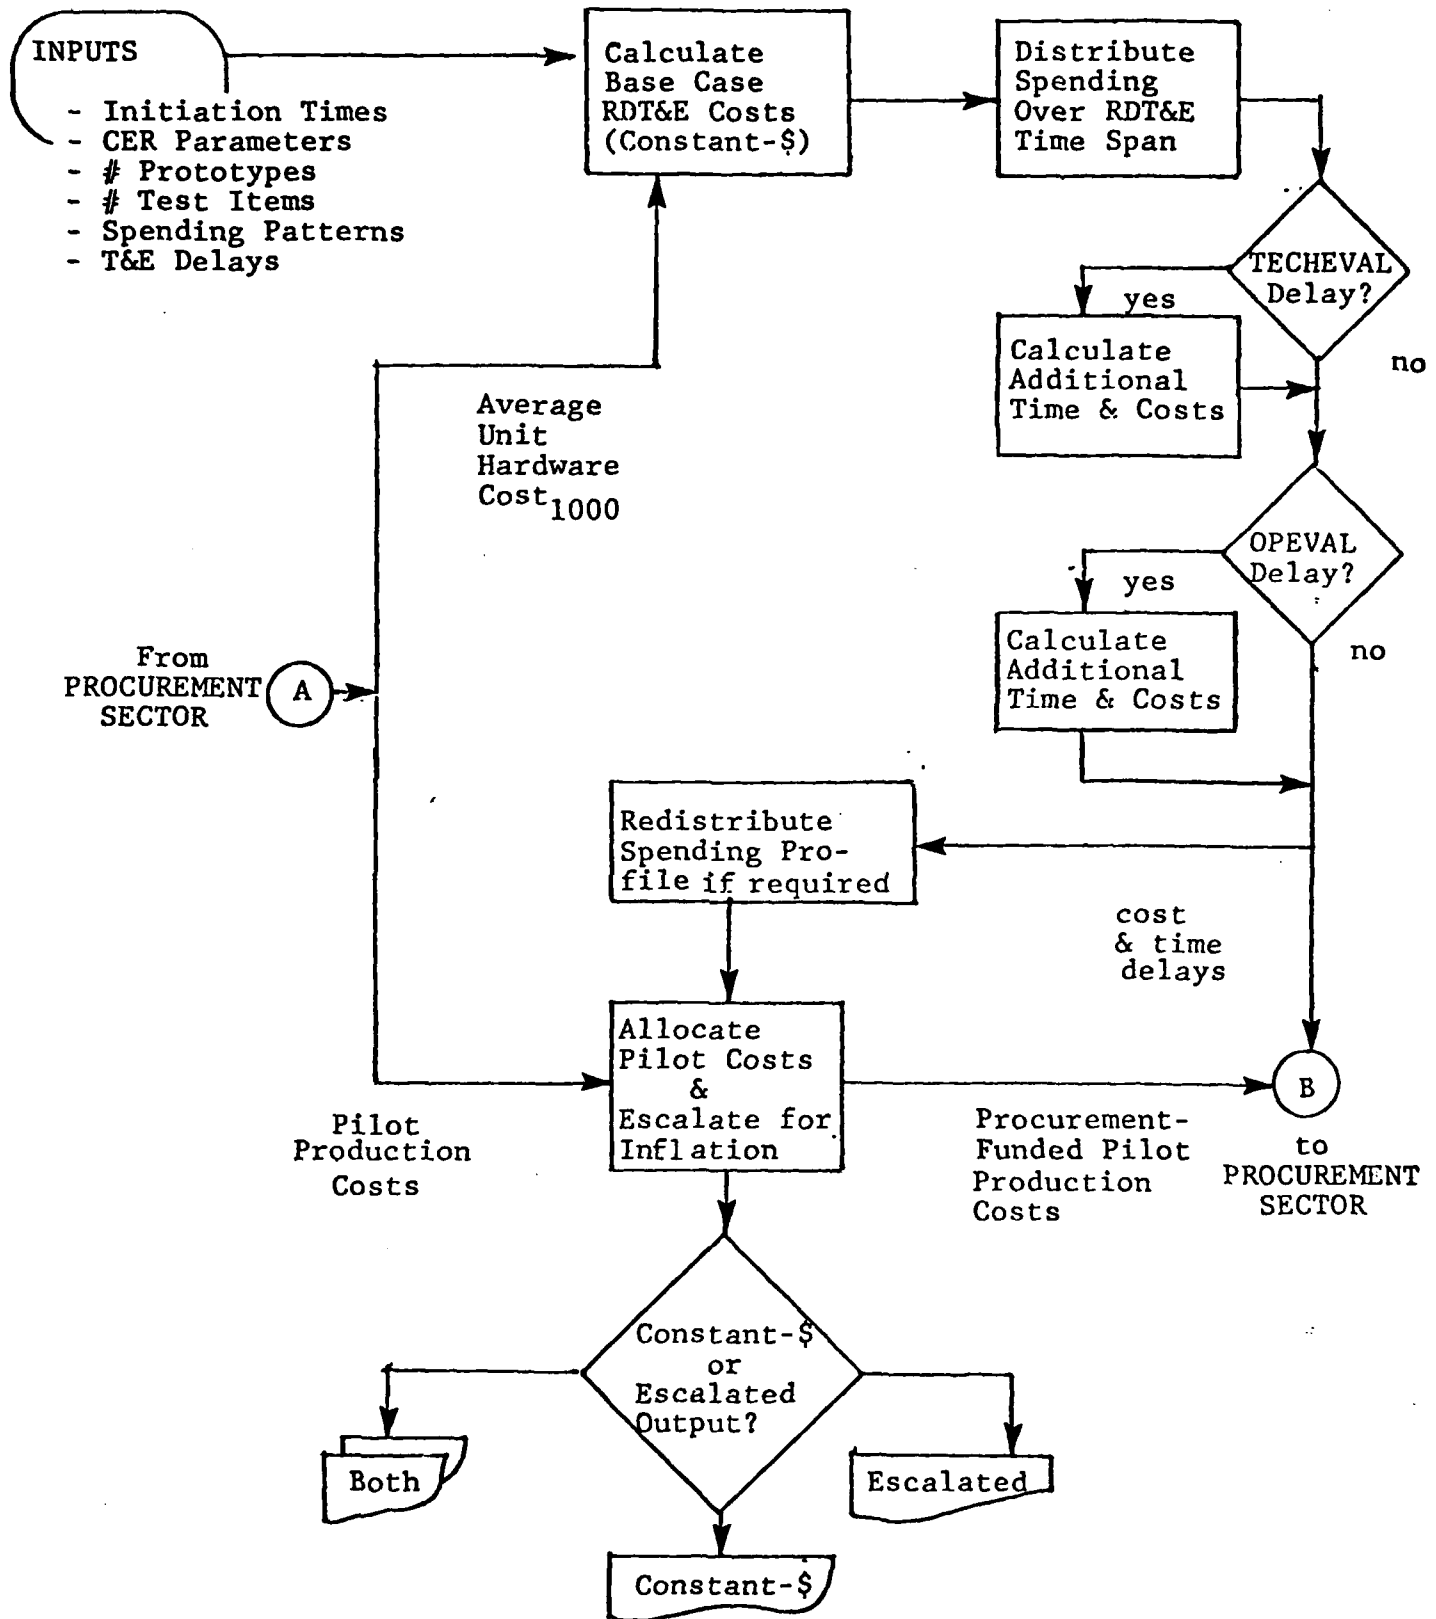 INPUTS
- Initiation Times
- CER Parameters
- # Prototypes
- # Test Items
- Spending Patterns
- T&E Delays
Calculate
Base Case
RDT&E Costs
(Constant-$)
Distribute
Spending
Over RDT&E
Time Span
TECHEVAL
Delay?
yes
no
Calculate
Additional
Time & Costs
Average
Unit
Hardware
Cost1000
OPEVAL
Delay?
yes
no
Calculate
Additional
Time & Costs
From
PROCUREMENT
SECTOR
A
Redistribute
Spending Pro-
file if required
cost
& time
delays
Allocate
Pilot Costs
&
Escalate for
Inflation
Pilot
Production
Costs
Procurement-
Funded Pilot
Production
Costs
B
to
PROCUREMENT
SECTOR
Constant-$
or
Escalated
Output?
Both
Escalated
Constant-$